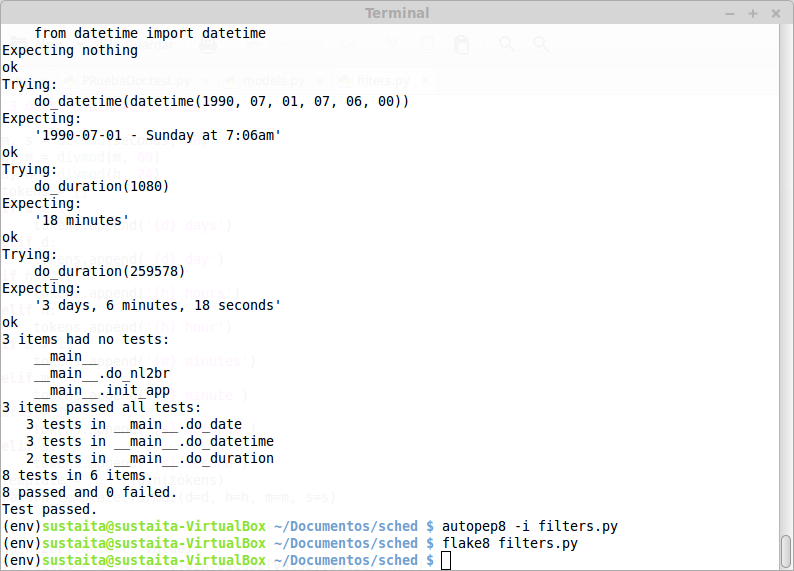 Terminal
    from datetime import datetime
Expecting nothing
ok
Trying:
    do_datetime(datetime(1990, 07, 01, 07, 06, 00))
Expecting:
    '1990-07-01 - Sunday at 7:06am'
ok
Trying:
    do_duration(1080)
Expecting:
    '18 minutes'
ok
Trying:
    do_duration(259578)
Expecting:
    '3 days, 6 minutes, 18 seconds'
ok
3 items had no tests:
    __main__
    __main__.do_nl2br
    __main__.init_app
3 items passed all tests:
   3 tests in __main__.do_date
   3 tests in __main__.do_datetime
   2 tests in __main__.do_duration
8 tests in 6 items.
8 passed and 0 failed.
Test passed.
(env)sustaita@sustaita-VirtualBox ~/Documentos/sched $ autopep8 -i filters.py
(env)sustaita@sustaita-VirtualBox ~/Documentos/sched $ flake8 filters.py
(env)sustaita@sustaita-VirtualBox ~/Documentos/sched $